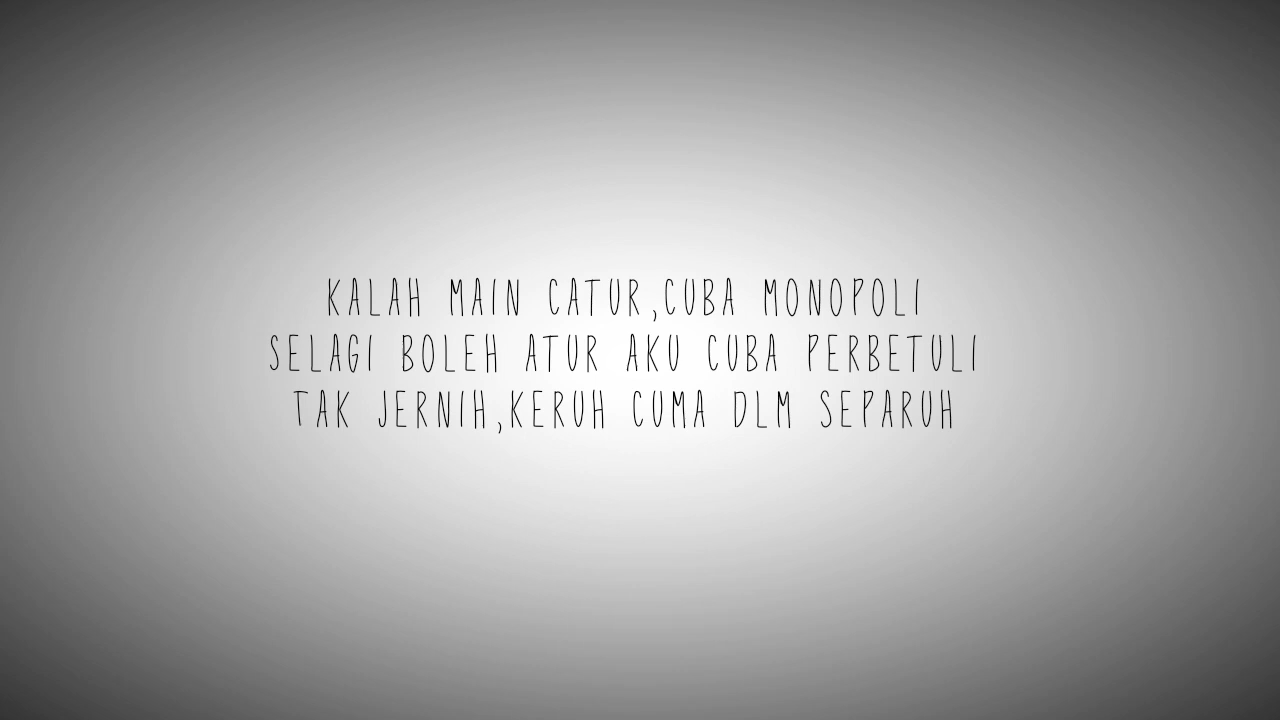 KALAH MAIN CATUR,CUBA MONOPOLI
SELAGI BOLEH ATUR AKU CUBA PERBETULI
TAK JERNIH,KERUH CUMA DLM SEPARUH